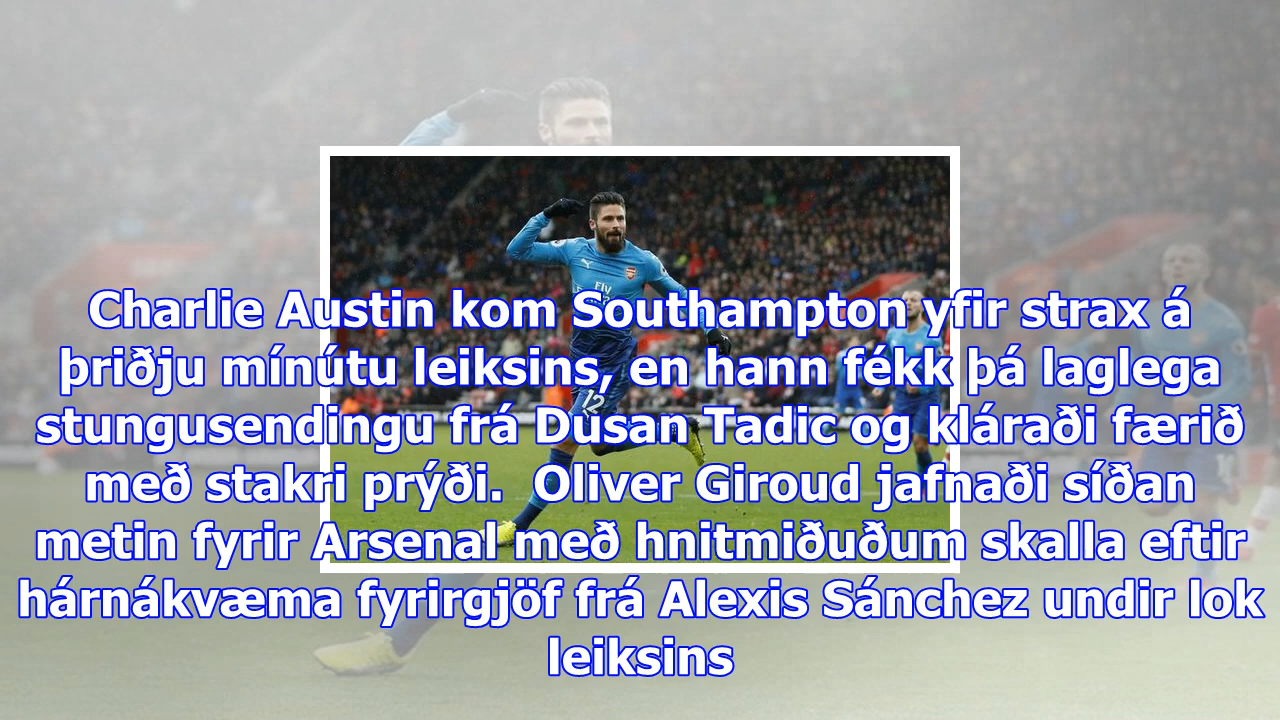 Charlie Austin kom Southampton yfir strax á
þriðju mínútu leiksins, en hann fékk þá laglega
stungusendingu frá Dusan Tadic og kláraði færið
með stakri prýði.  Oliver Giroud jafnaði síðan
metin fyrir Arsenal með hnitmiðuðum skalla eftir
hárnákvæma fyrirgjöf frá Alexis Sánchez undir lok
leiksins
12